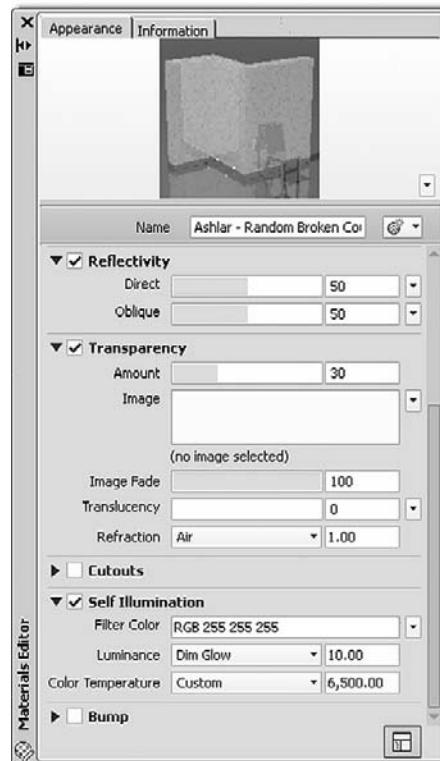 Appearance Information
Name Ashlar - Random Broken Co
Reflectivity
Direct 50
Oblique 50
Transparency
Amount 30
Image
(no image selected)
Image Fade 100
Translucency 0
Refraction Air 1.00
Cutouts
Self Illumination
Filter Color RGB 255 255 255
Luminance Dim Glow 10.00
Color Temperature Custom 6,500.00
Bump
Materials Editor